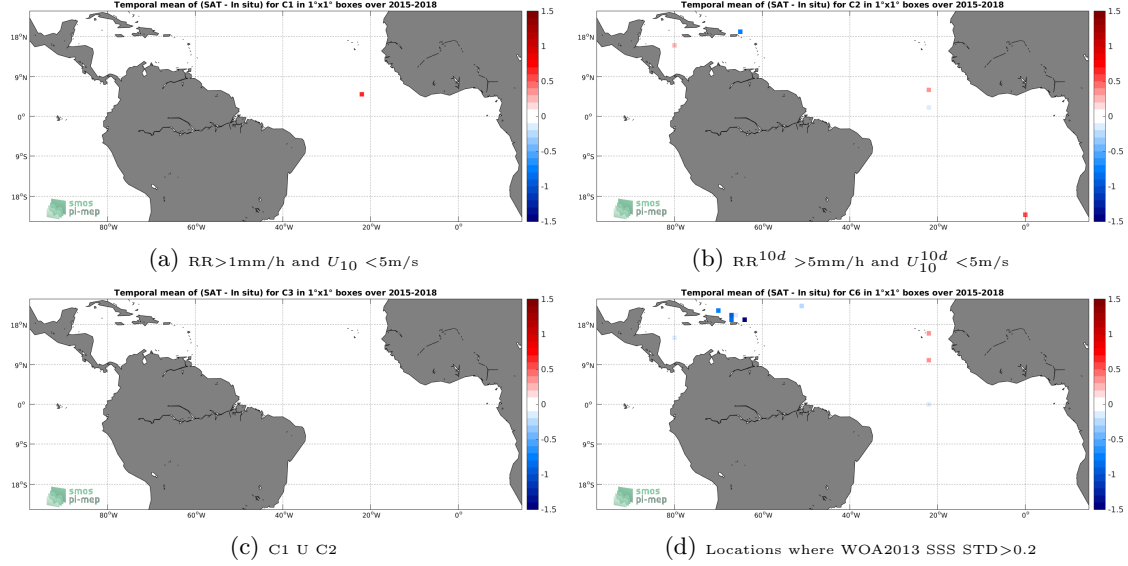 Temporal mean of (SAT - In situ) for C1 in 1°x1° boxes over 2015-2018
18°N
9°N
0°
9°S
18°S
80°W 60°W 40°W 20°W 0°
1.5
1
0.5
0
-0.5
-1
-1.5
smos
pi-mep
(a) RR>1mm/h and U10 <5m/s
Temporal mean of (SAT - In situ) for C2 in 1°x1° boxes over 2015-2018
18°N
9°N
0°
9°S
18°S
80°W 60°W 40°W 20°W 0°
1.5
1
0.5
0
-0.5
-1
-1.5
smos
pi-mep
(b) RR^10d >5mm/h and U10^10d <5m/s
Temporal mean of (SAT - In situ) for C3 in 1°x1° boxes over 2015-2018
18°N
9°N
0°
9°S
18°S
80°W 60°W 40°W 20°W 0°
1.5
1
0.5
0
-0.5
-1
-1.5
smos
pi-mep
(c) C1 U C2
Temporal mean of (SAT - In situ) for C6 in 1°x1° boxes over 2015-2018
18°N
9°N
0°
9°S
18°S
80°W 60°W 40°W 20°W 0°
1.5
1
0.5
0
-0.5
-1
-1.5
smos
pi-mep
(d) Locations where WOA2013 SSS STD>0.2